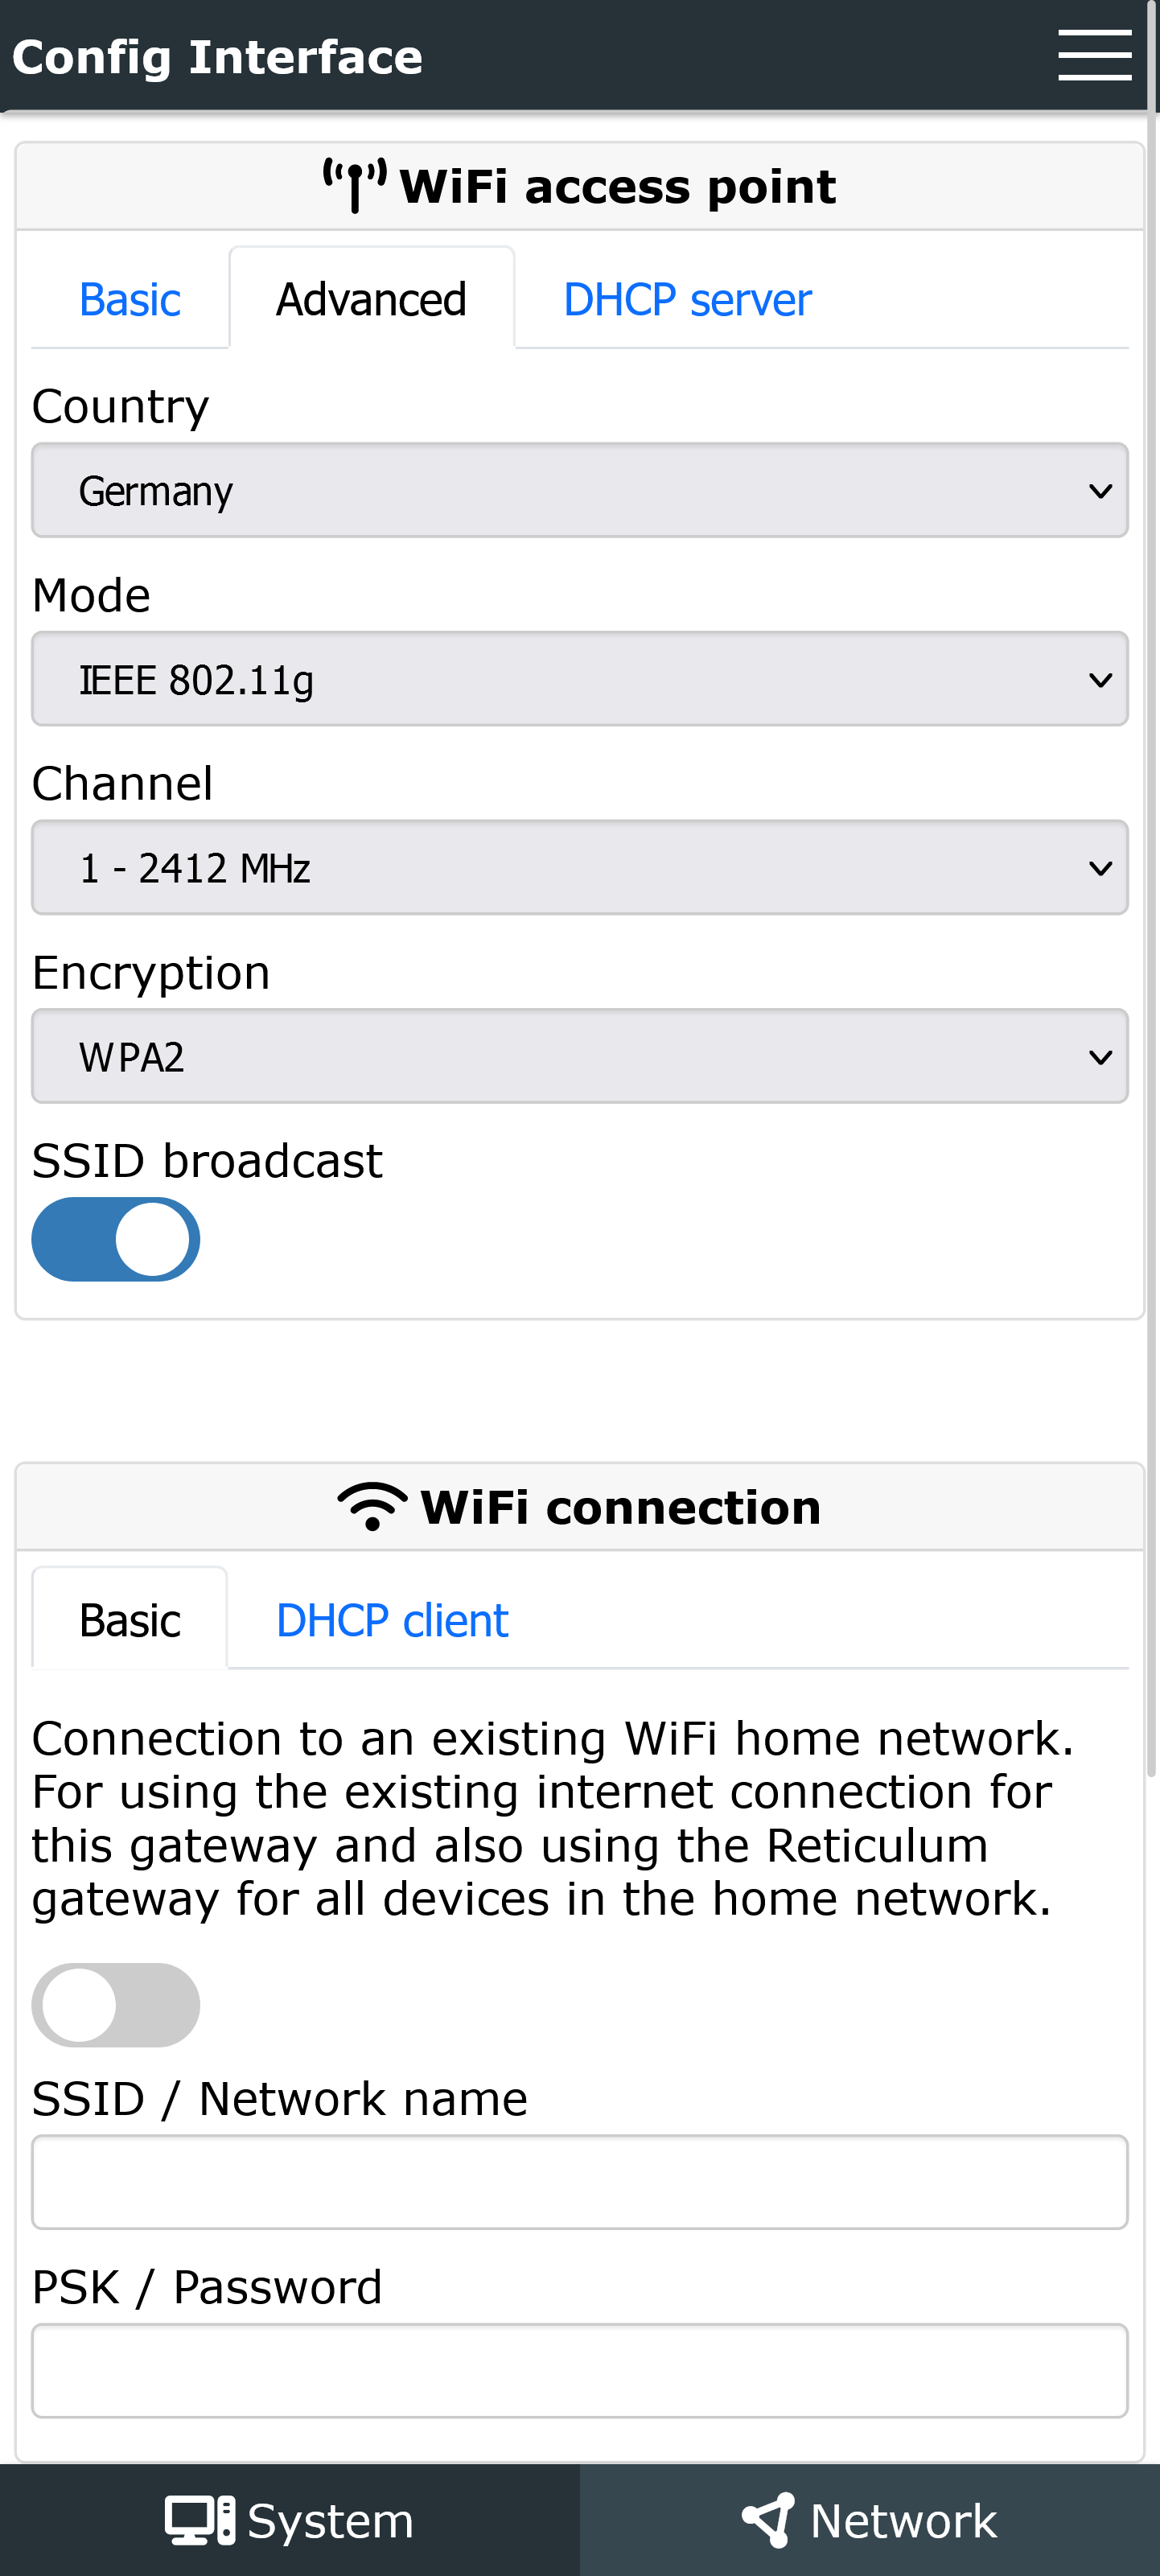 Config Interface
WiFi access point
Basic
Advanced
DHCP server
Country
Germany
Mode
IEEE 802.11g
Channel
1 - 2412 MHz
Encryption
WPA2
SSID broadcast
WiFi connection
Basic
DHCP client
Connection to an existing WiFi home network.
For using the existing internet connection for
this gateway and also using the Reticulum
gateway for all devices in the home network.
SSID / Network name
PSK / Password
System
Network